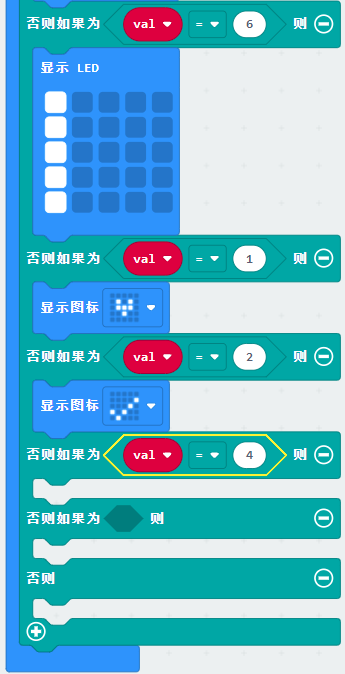 否则如果为 val = 6 则
显示 LED
否则如果为 val = 1 则
显示图标
否则如果为 val = 2 则
显示图标
否则如果为 val = 4 则
否则如果为 则
否则